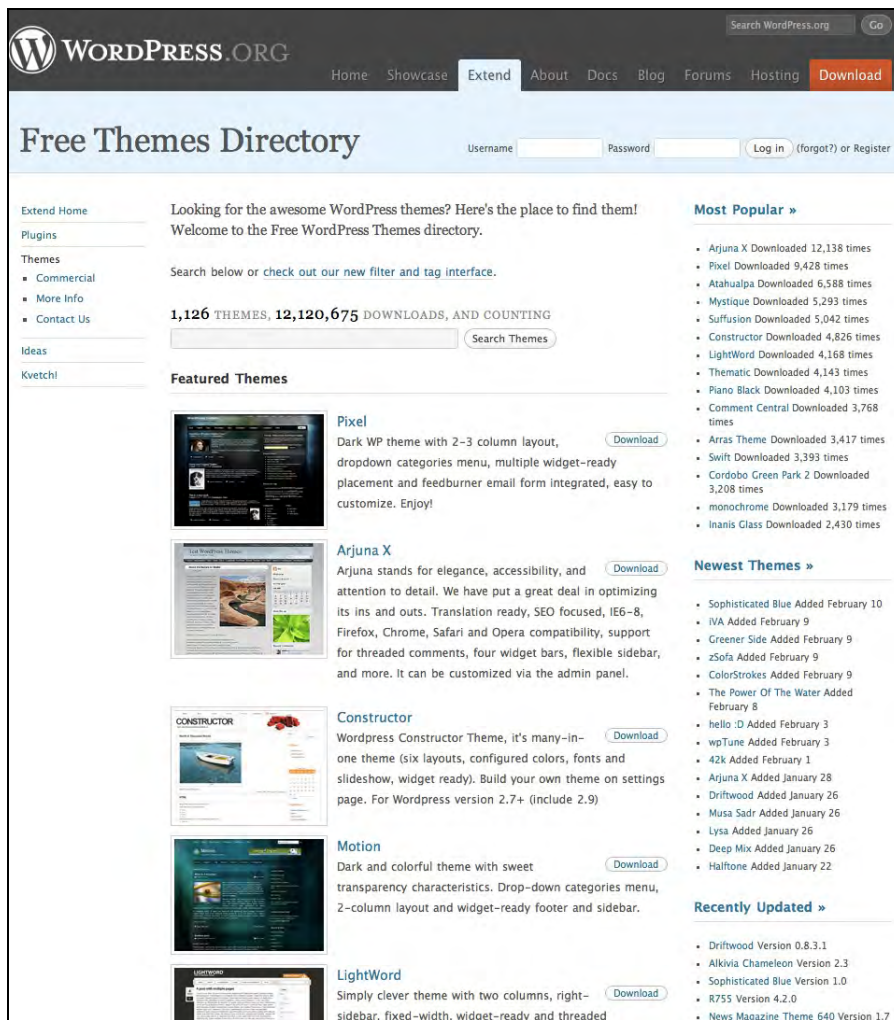 Search WordPress.org
Go
WORDPRESS.ORG
Home Showcase Extend About Docs Blog Forums Hosting Download
Free Themes Directory
Username Password Log in (forgot?) or Register
Extend Home
Plugins
Themes
Commercial
More Info
Contact Us
Ideas
Kvetch!
Looking for the awesome WordPress themes? Here's the place to find them!
Welcome to the Free WordPress Themes directory.
Search below or check out our new filter and tag interface.
1,126 THEMES, 12,120,675 DOWNLOADS, AND COUNTING
Search Themes
Featured Themes
Pixel
Dark WP theme with 2-3 column layout,
Download
dropdown categories menu, multiple widget-ready
placement and feedburner email form integrated, easy to
customize. Enjoy!
Arjuna X
Arjuna stands for elegance, accessibility, and
Download
attention to detail. We have put a great deal in optimizing
its ins and outs. Translation ready, SEO focused, IE6-8,
Firefox, Chrome, Safari and Opera compatibility, support
for threaded comments, four widget bars, flexible sidebar,
and more. It can be customized via the admin panel.
CONSTRUCTOR
Constructor
Wordpress Constructor Theme, it's many-in-
Download
one theme (six layouts, configured colors, fonts and
slideshow, widget ready). Build your own theme on settings
page. For Wordpress version 2.7+ (include 2.9)
Motion
Dark and colorful theme with sweet
Download
transparency characteristics. Drop-down categories menu,
2-column layout and widget-ready footer and sidebar.
LIGHTWORD
LightWord
Simply clever theme with two columns, right-
Download
sidebar, fixed-width, widget-ready and threaded
Most Popular »
Arjuna X Downloaded 12,138 times
Pixel Downloaded 9,428 times
Atahualpa Downloaded 6,588 times
Mystique Downloaded 5,293 times
Suffusion Downloaded 5,042 times
Constructor Downloaded 4,826 times
LightWord Downloaded 4,168 times
Thematic Downloaded 4,143 times
Piano Black Downloaded 4,103 times
Comment Central Downloaded 3,768
times
Arras Theme Downloaded 3,417 times
Swift Downloaded 3,393 times
Cordobo Green Park 2 Downloaded
3,208 times
monochrome Downloaded 3,179 times
Inanis Glass Downloaded 2,430 times
Newest Themes »
Sophisticated Blue Added February 10
iVA Added February 9
Greener Side Added February 9
zSofa Added February 9
ColorStrokes Added February 9
The Power Of The Water Added
February 8
hello :D Added February 3
wpTune Added February 3
42k Added February 1
Arjuna X Added January 28
Driftwood Added January 26
Musa Sadr Added January 26
Lysa Added January 26
Deep Mix Added January 26
Halftone Added January 22
Recently Updated »
Driftwood Version 0.8.3.1
Alkivia Chameleon Version 2.3
Sophisticated Blue Version 1.0
R755 Version 4.2.0
News Magazine Theme 640 Version 1.7